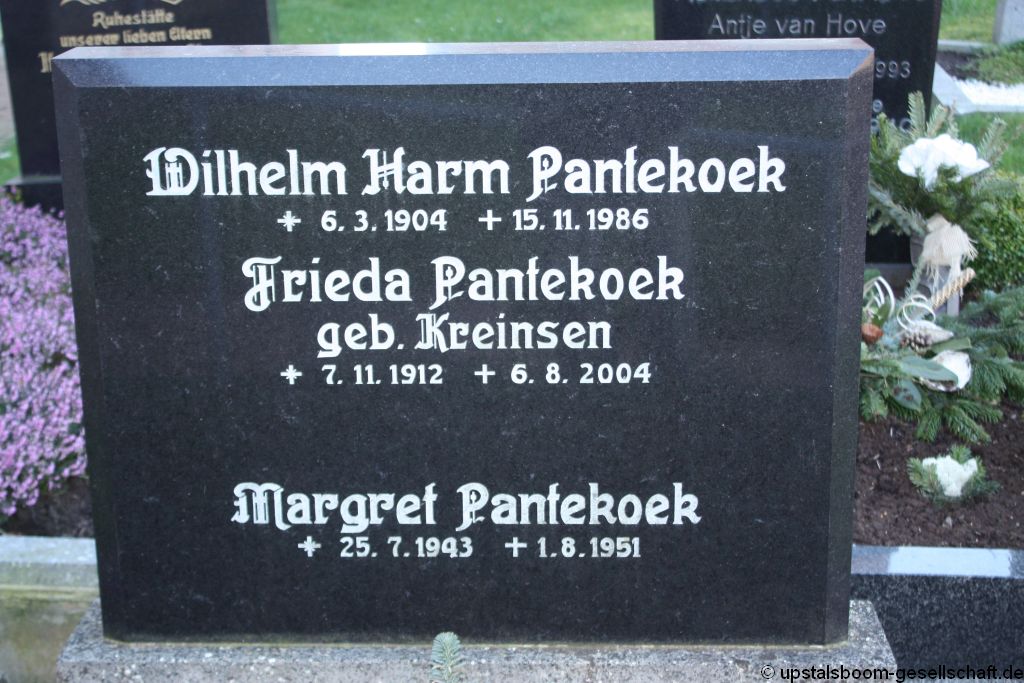 Ruhestätte
unserer lieben Eltern
Antje van Hove
993
Wilhelm Harm Pantekoek
* 6. 3. 1904 + 15. 11. 1986
Frieda Pantekoek
geb. Kreinsen
* 7. 11. 1912 + 6. 8. 2004
Margret Pantekoek
* 25. 7. 1943 + 1. 8. 1951
© upstalsboom-gesellschaft.de